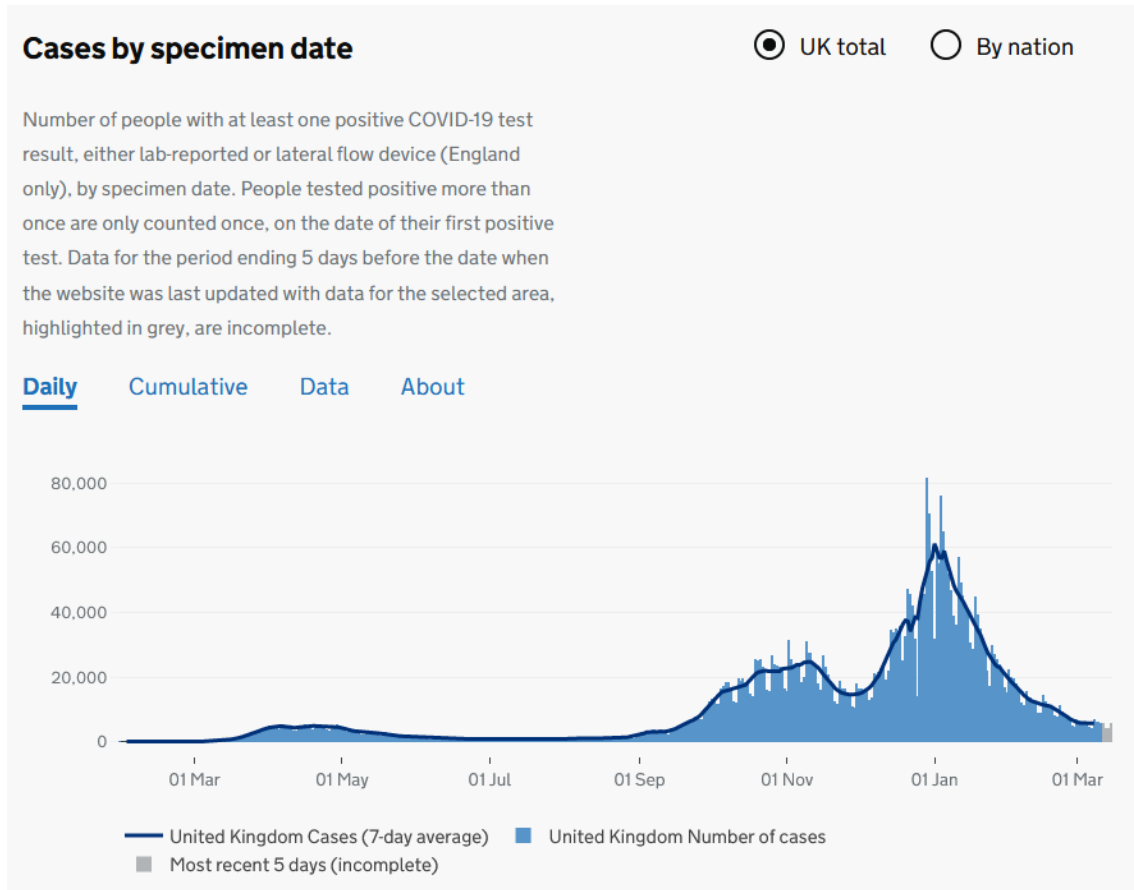 Cases by specimen date
UK total
By nation
Number of people with at least one positive COVID-19 test
result, either lab-reported or lateral flow device (England
only), by specimen date. People tested positive more than
once are only counted once, on the date of their first positive
test. Data for the period ending 5 days before the date when
the website was last updated with data for the selected area,
highlighted in grey, are incomplete.
Daily
Cumulative
Data
About
80,000
60,000
40,000
20,000
0
01 Mar
01 May
01 Jul
01 Sep
01 Nov
01 Jan
01 Mar
United Kingdom Cases (7-day average)
United Kingdom Number of cases
Most recent 5 days (incomplete)